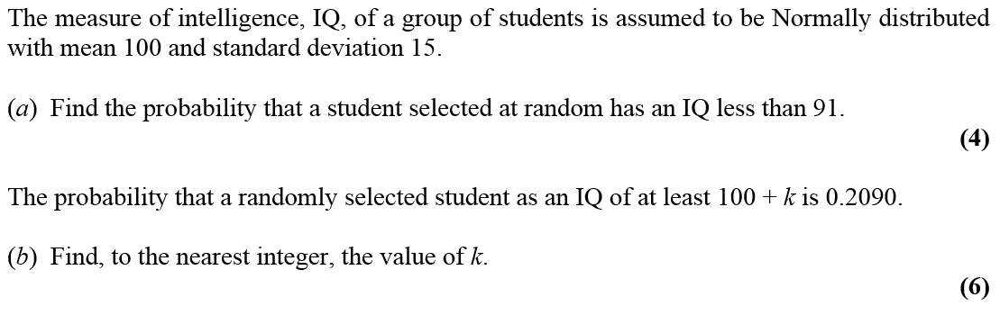 The measure of intelligence, IQ, of a group of students is assumed to be Normally distributed
with mean 100 and standard deviation 15.
(a) Find the probability that a student selected at random has an IQ less than 91.
(4)
The probability that a randomly selected student as an IQ of at least 100 + k is 0.2090.
(b) Find, to the nearest integer, the value of k.
(6)